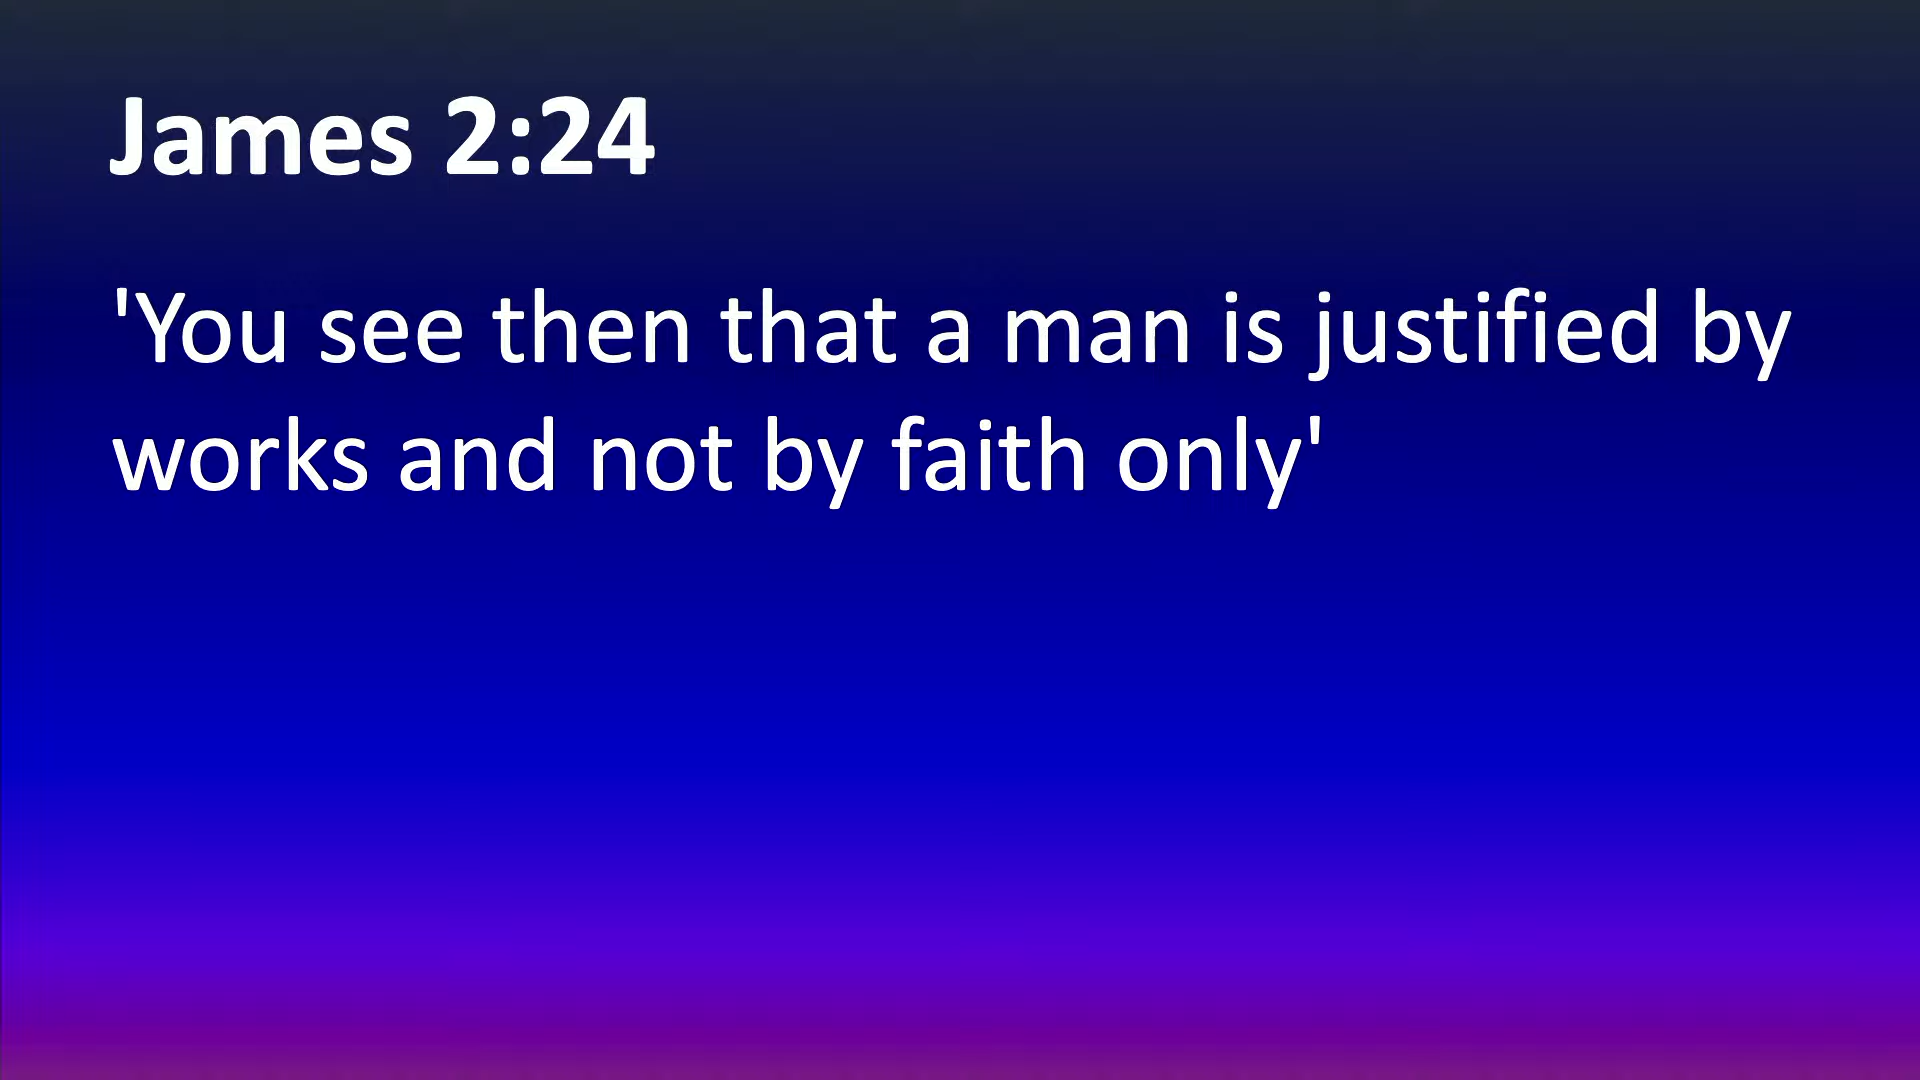 James 2:24
'You see then that a man is justified by
works and not by faith only'